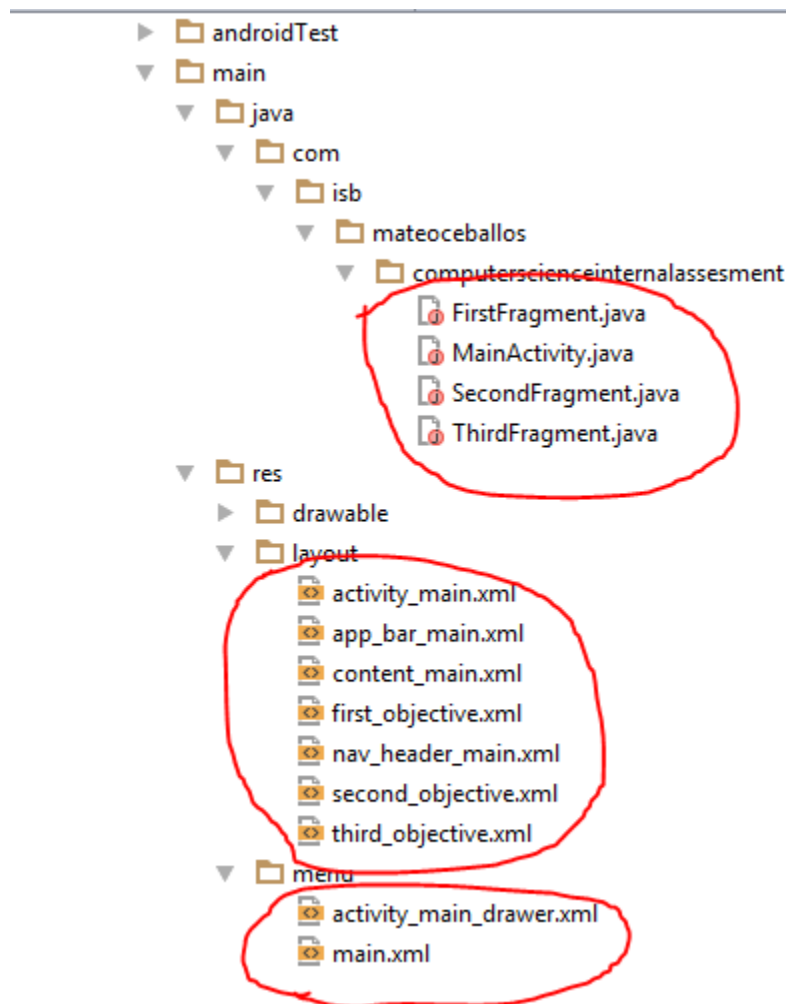 androidTest
main
java
com
isb
mateoceballos
computerscienceinternalassesment
FirstFragment.java
MainActivity.java
SecondFragment.java
ThirdFragment.java
res
drawable
layout
activity_main.xml
app_bar_main.xml
content_main.xml
first_objective.xml
nav_header_main.xml
second_objective.xml
third_objective.xml
menu
activity_main_drawer.xml
main.xml